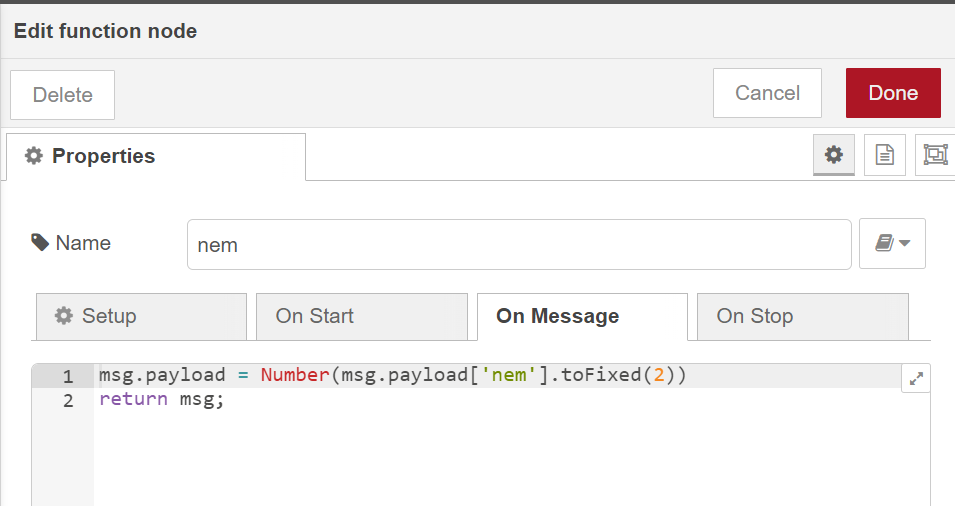 Edit function node
Delete
Cancel
Done
Properties
Name
nem
Setup
On Start
On Message
On Stop
1 msg.payload = Number(msg.payload['nem'].toFixed(2))
2 return msg;